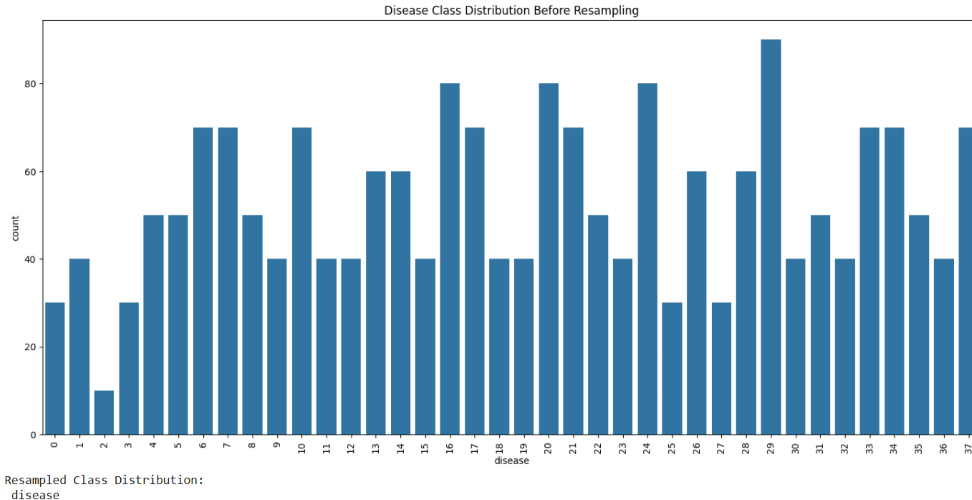 Disease Class Distribution Before Resampling
80
60
40
20
0
count
0 1 2 3 4 5 6 7 8 9 10 11 12 13 14 15 16 17 18 19 20 21 22 23 24 25 26 27 28 29 30 31 32 33 34 35 36 37
disease
Resampled Class Distribution:
disease